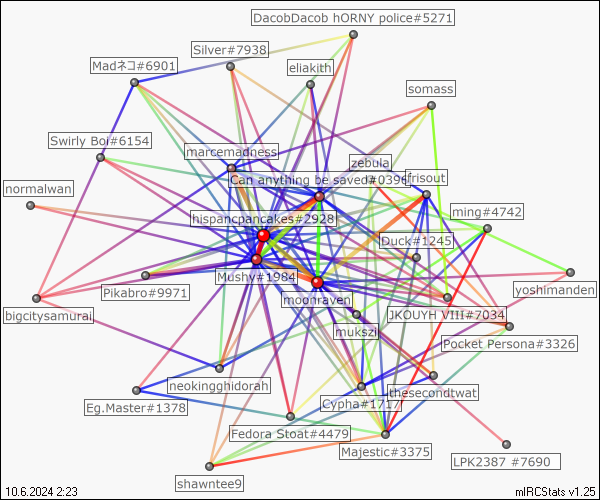 DacobDacob hORNY police#5271
Silver#7938
Madネコ#6901
eliakith
somass
Swirly Boi#6154
marcemadness
zebula
Can anything be saved#0396
frisout
normalwan
hispancpancakes#2928
ming#4742
Duck#1245
Mushy#1984
Pikabro#9971
moonraven
yoshimanden
bigcitysamurai
JKOUYH VIII#7034
mukszi
Pocket Persona#3326
neokingghidorah
thesecondtwat
Eg.Master#1378
Cypha#1717
Fedora Stoat#4479
Majestic#3375
LPK2387 #7690
shawntee9
10.6.2024 2:23
mIRCStats v1.25